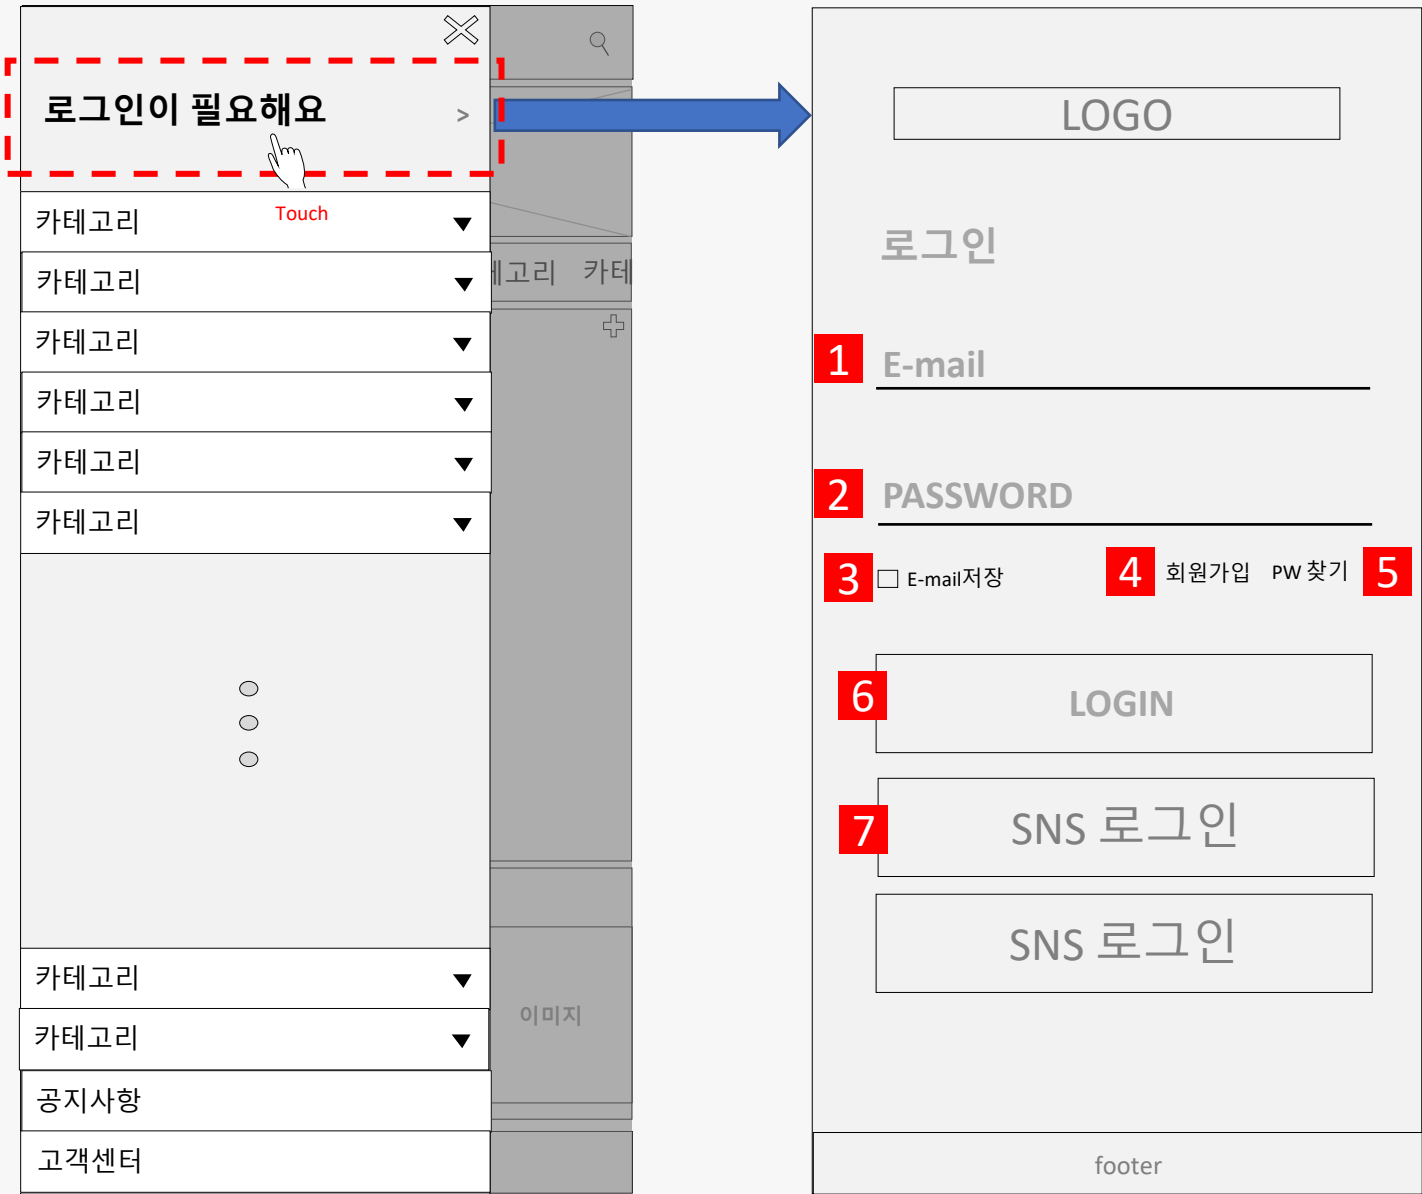 로그인이 필요해요 >
Touch
카테고리
카테고리
카테고리
카테고리
카테고리
카테고리
카테고리
카테고리
공지사항
고객센터
테고리 카테
이미지
LOGO
로그인
1 E-mail
2 PASSWORD
3 E-mail저장 4 회원가입 PW 찾기 5
6 LOGIN
7 SNS 로그인
SNS 로그인
footer